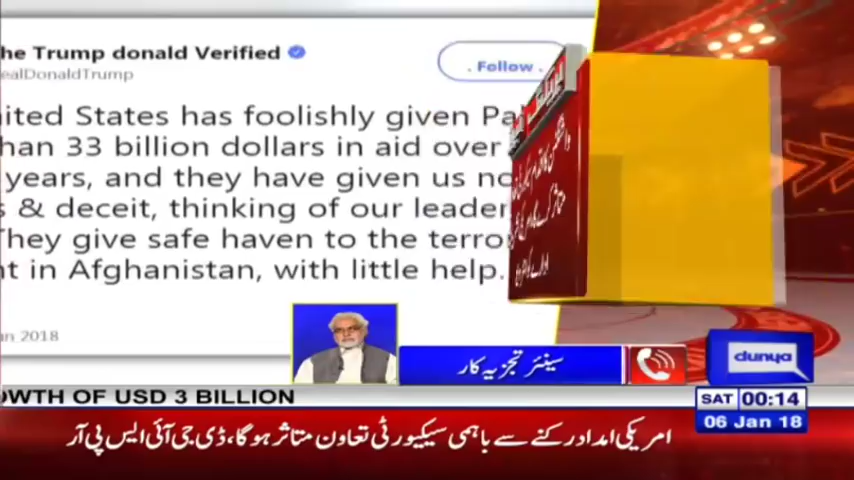 he Trump donald Verified
ealDonaldTrump
Follow
nited States has foolishly given Pa
han 33 billion dollars in aid over
years, and they have given us no
s & deceit, thinking of our leader
They give safe haven to the terro
nt in Afghanistan, with little help.
an 2018
سینئر تجزیہ کار
dunya
OWTH OF USD 3 BILLION
SAT 00:14
06 Jan 18
امریکی امداد رکنے سے باہمی سیکیورٹی تعاون متاثر ہوگا، ڈی جی آئی ایس پی آر